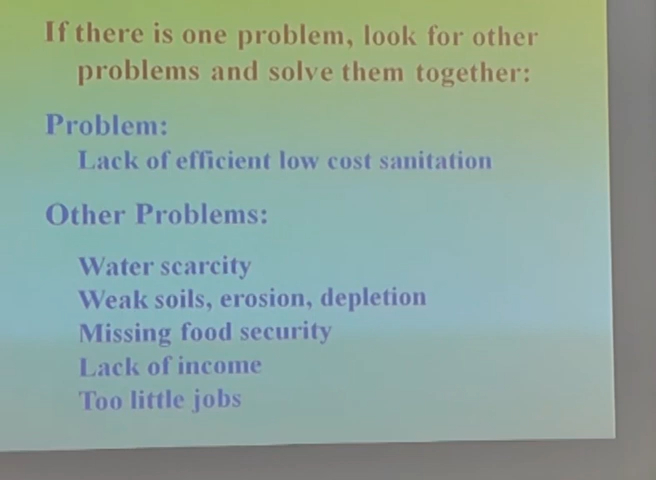 If there is one problem, look for other
problems and solve them together:
Problem:
Lack of efficient low cost sanitation
Other Problems:
Water scarcity
Weak soils, erosion, depletion
Missing food security
Lack of income
Too little jobs